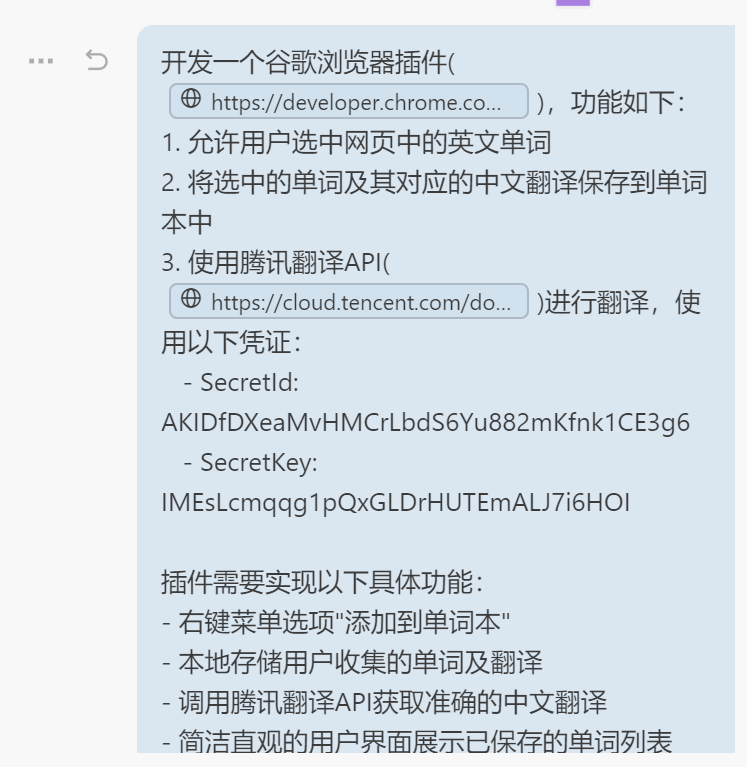 开发一个谷歌浏览器插件(
https://developer.chrome.co... )，功能如下：
1. 允许用户选中网页中的英文单词
2. 将选中的单词及其对应的中文翻译保存到单词
本中
3. 使用腾讯翻译API(
https://cloud.tencent.com/do... )进行翻译，使
用以下凭证：
- SecretId:
AKIDfDXeaMvHMCrLbdS6Yu882mKfnk1CE3g6
- SecretKey:
IMEsLcmqqg1pQxGLDrHUTEmALJ7i6HOI
插件需要实现以下具体功能：
- 右键菜单选项"添加到单词本"
- 本地存储用户收集的单词及翻译
- 调用腾讯翻译API获取准确的中文翻译
- 简洁直观的用户界面展示已保存的单词列表